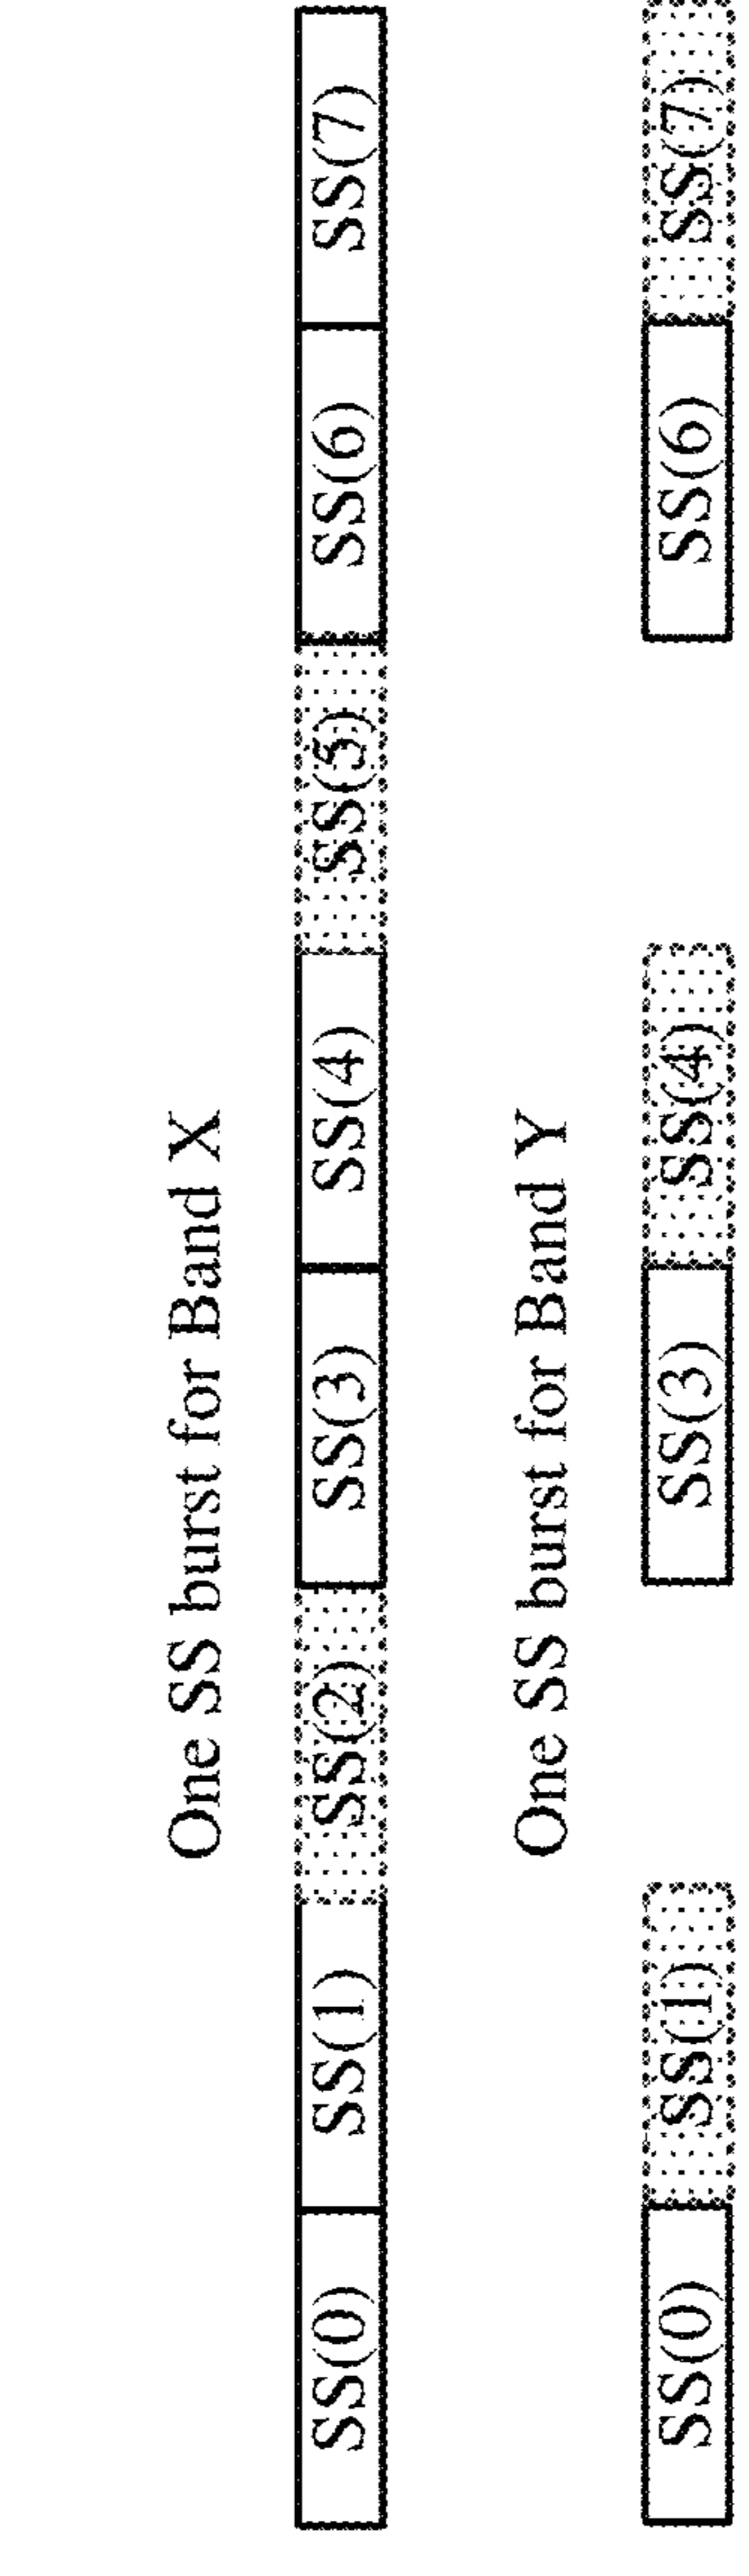 One SS burst for Band X
SS(0) SS(1) SS(2) SS(3) SS(4) SS(5) SS(6) SS(7)
One SS burst for Band Y
SS(0) SS(1) SS(3) SS(4) SS(6) SS(7)